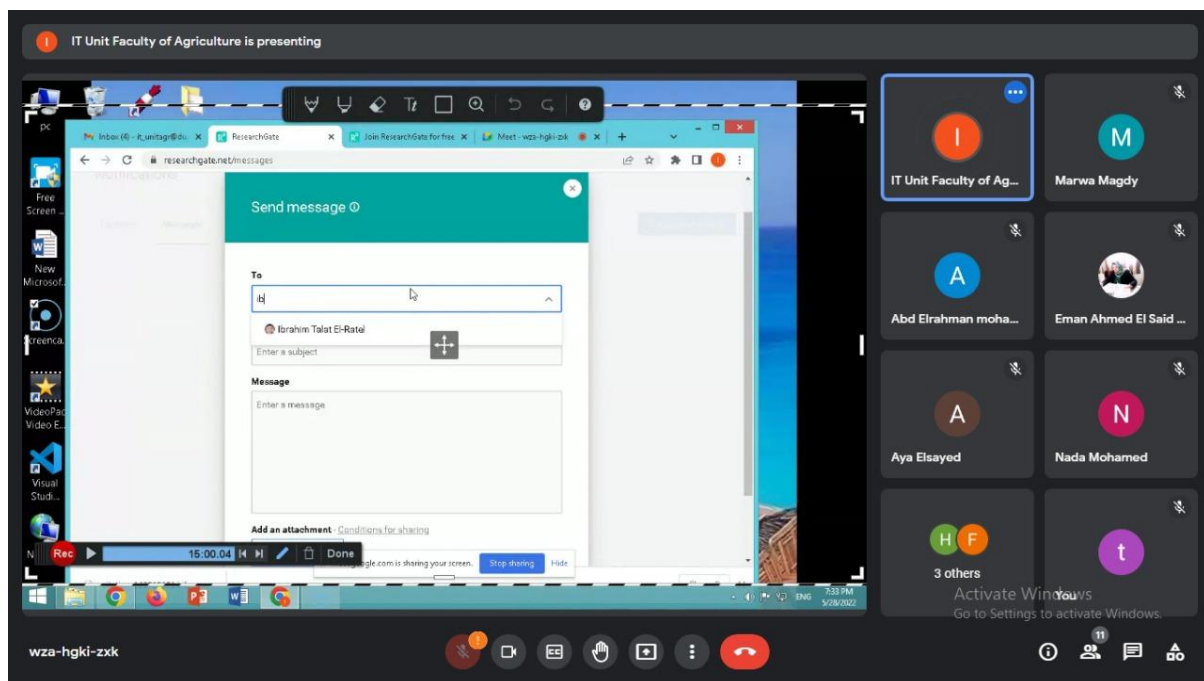 I
IT Unit Faculty of Agriculture is presenting
pc
Free
Screen ...
New
Microsof...
creenca
VideoPad
Video E...
Visual
Studi...
Inbox (4) - it_unitagr@du
ResearchGate
Join ResearchGate for free
Meet - wza-hgki-zxk
researchgate.net/messages
Notifications
Send message
To
ib
Ibrahim Talat El-Ratel
Enter a subject
Message
Enter a message
Add an attachment · Conditions for sharing
Rec
15:00.04
Done
is sharing your screen.
Stop sharing
Hide
ENG
7:33 PM
5/28/2022
I
IT Unit Faculty of Ag...
M
Marwa Magdy
A
Abd Elrahman moha...
Eman Ahmed El Said ...
A
Aya Elsayed
N
Nada Mohamed
H F
3 others
t
You
Activate Windows
Go to Settings to activate Windows.
wza-hgki-zxk
CC
11